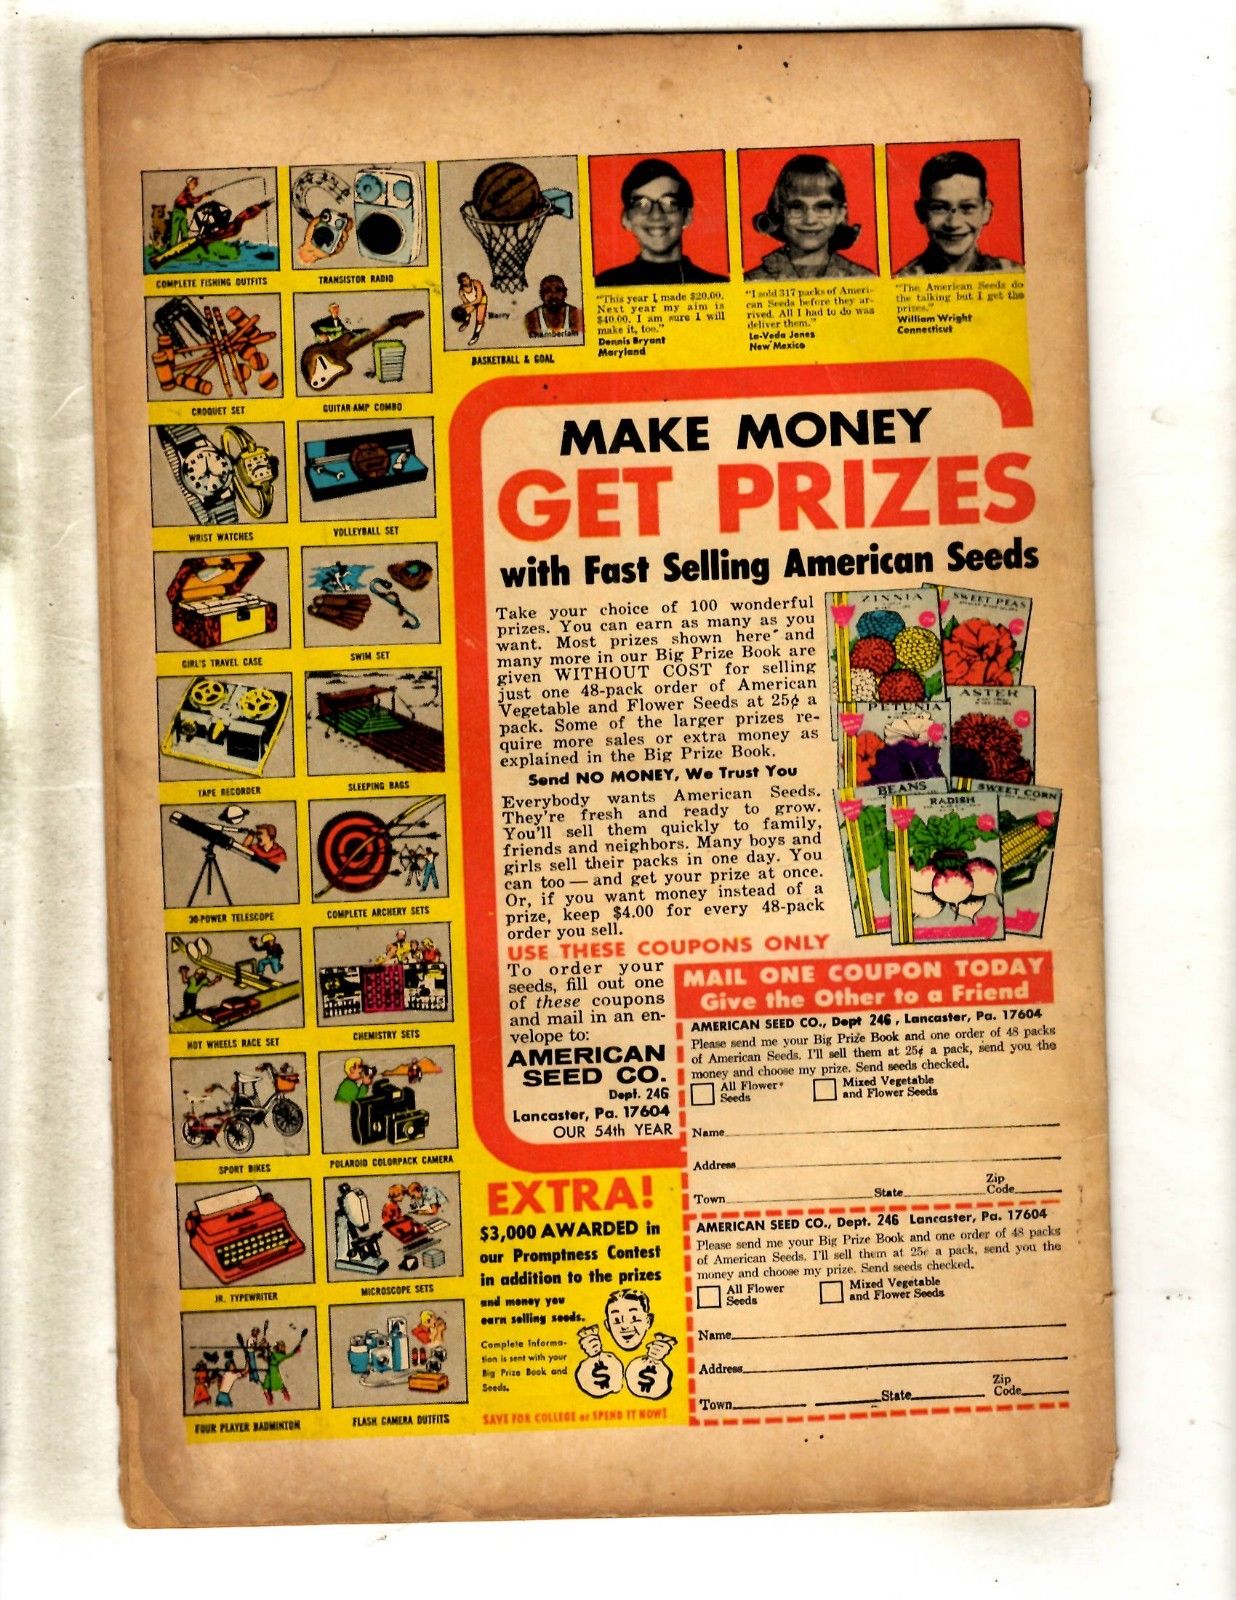 COMPLETE FISHING OUTFITS
TRANSISTOR RADIO
CROQUET SET
GUITAR-AMP COMBO
WRIST WATCHES
VOLLEYBALL SET
GIRL'S TRAVEL CASE
SWIM SET
TAPE RECORDER
SLEEPING BAGS
30-POWER TELESCOPE
COMPLETE ARCHERY SETS
HOT WHEELS RACE SET
CHEMISTRY SETS
SPORT BIKES
POLAROID COLORPACK CAMERA
JR. TYPEWRITER
MICROSCOPE SETS
FOUR PLAYER BADMINTON
FLASH CAMERA OUTFITS
Barry
Chamberlain
BASKETBALL & GOAL
"This year I made $20.00.
Next year my aim is
$40.00. I am sure I will
make it, too."
Dennis Bryant
Maryland
"I sold 317 packs of Ameri-
can Seeds before they ar-
rived. All I had to do was
deliver them."
La-Veda Jones
New Mexico
"The American Seeds do
the talking but I get the
prizes."
William Wright
Connecticut
MAKE MONEY
GET PRIZES
with Fast Selling American Seeds
Take your choice of 100 wonderful
prizes. You can earn as many as you
want. Most prizes shown here and
many more in our Big Prize Book are
given WITHOUT COST for selling
just one 48-pack order of American
Vegetable and Flower Seeds at 25¢ a
pack. Some of the larger prizes re-
quire more sales or extra money as
explained in the Big Prize Book.
Send NO MONEY, We Trust You
Everybody wants American Seeds.
They're fresh and ready to grow.
You'll sell them quickly to family,
friends and neighbors. Many boys and
girls sell their packs in one day. You
can too — and get your prize at once.
Or, if you want money instead of a
prize, keep $4.00 for every 48-pack
order you sell.
ZINNIA
SWEET PEAS
ASTER
PETUNIA
BEANS
RADISH
SWEET CORN
USE THESE COUPONS ONLY
To order your
seeds, fill out one
of these coupons
and mail in an en-
velope to:
AMERICAN
SEED CO.
Dept. 246
Lancaster, Pa. 17604
OUR 54th YEAR
MAIL ONE COUPON TODAY
Give the Other to a Friend
AMERICAN SEED CO., Dept 246, Lancaster, Pa. 17604
Please send me your Big Prize Book and one order of 48 packs
of American Seeds. I'll sell them at 25¢ a pack, send you the
money and choose my prize. Send seeds checked.
All Flower Seeds
Mixed Vegetable and Flower Seeds
Name
Address
Town State Zip Code
AMERICAN SEED CO., Dept. 246 Lancaster, Pa. 17604
Please send me your Big Prize Book and one order of 48 packs
of American Seeds. I'll sell them at 25¢ a pack, send you the
money and choose my prize. Send seeds checked.
All Flower Seeds
Mixed Vegetable and Flower Seeds
Name
Address
Town State Zip Code
EXTRA!
$3,000 AWARDED in
our Promptness Contest
in addition to the prizes
and money you
earn selling seeds.
Complete Informa-
tion is sent with your
Big Prize Book and
Seeds.
$ $
SAVE FOR COLLEGE or SPEND IT NOW!